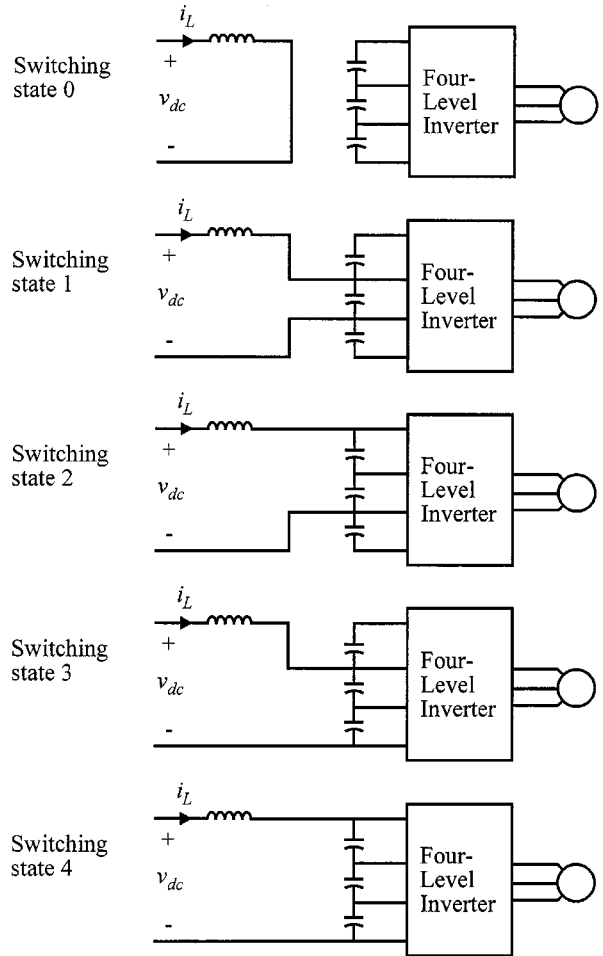 i_L
+
Switching
state 0
v_dc
-
Four-
Level
Inverter
i_L
+
Switching
state 1
v_dc
-
Four-
Level
Inverter
i_L
+
Switching
state 2
v_dc
-
Four-
Level
Inverter
i_L
+
Switching
state 3
v_dc
-
Four-
Level
Inverter
i_L
+
Switching
state 4
v_dc
-
Four-
Level
Inverter